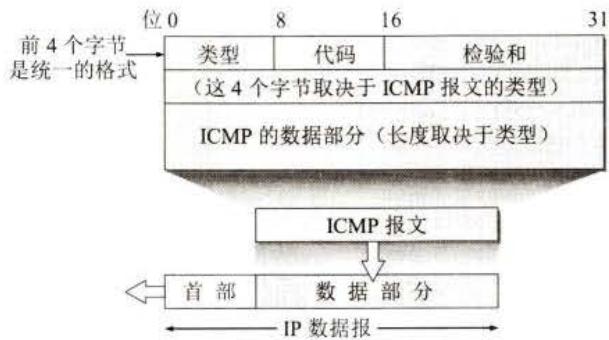 位 0 8 16 31
前 4 个字节
是统一的格式
类型 代码 检验和
（这 4 个字节取决于 ICMP 报文的类型）
ICMP 的数据部分（长度取决于类型）
ICMP 报文
首部 数据部分
IP 数据报